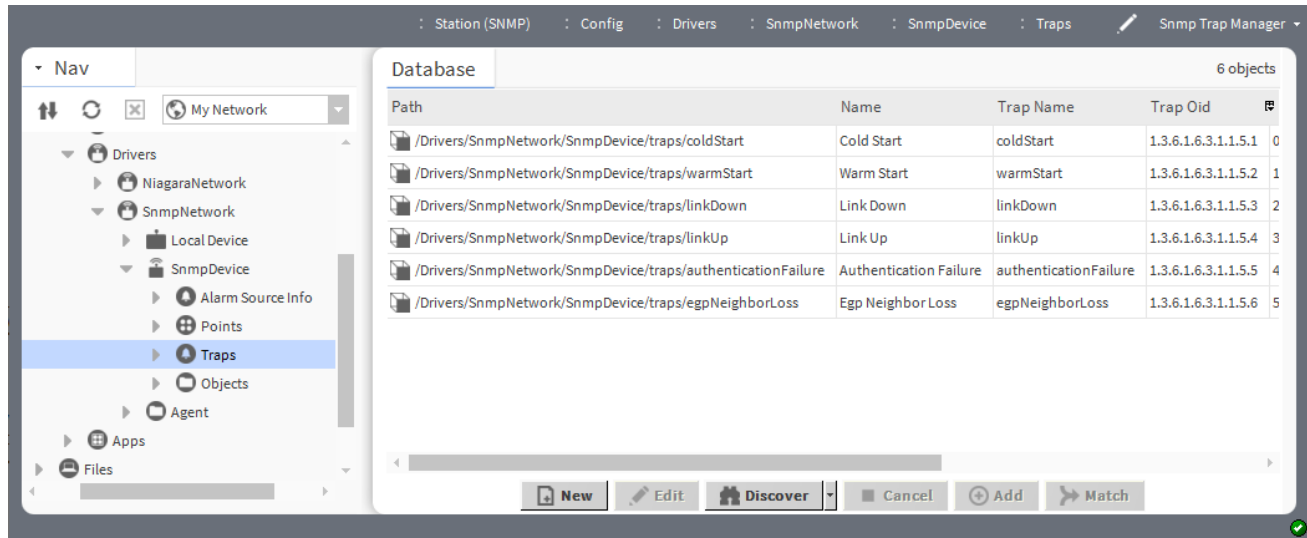 : Station (SNMP) : Config : Drivers : SnmpNetwork : SnmpDevice : Traps Snmp Trap Manager
Nav
My Network
Drivers
NiagaraNetwork
SnmpNetwork
Local Device
SnmpDevice
Alarm Source Info
Points
Traps
Objects
Agent
Apps
Files
Database 6 objects
Path Name Trap Name Trap Oid
/Drivers/SnmpNetwork/SnmpDevice/traps/coldStart Cold Start coldStart 1.3.6.1.6.3.1.1.5.1 0
/Drivers/SnmpNetwork/SnmpDevice/traps/warmStart Warm Start warmStart 1.3.6.1.6.3.1.1.5.2 1
/Drivers/SnmpNetwork/SnmpDevice/traps/linkDown Link Down linkDown 1.3.6.1.6.3.1.1.5.3 2
/Drivers/SnmpNetwork/SnmpDevice/traps/linkUp Link Up linkUp 1.3.6.1.6.3.1.1.5.4 3
/Drivers/SnmpNetwork/SnmpDevice/traps/authenticationFailure Authentication Failure authenticationFailure 1.3.6.1.6.3.1.1.5.5 4
/Drivers/SnmpNetwork/SnmpDevice/traps/egpNeighborLoss Egp Neighbor Loss egpNeighborLoss 1.3.6.1.6.3.1.1.5.6 5
New Edit Discover Cancel Add Match